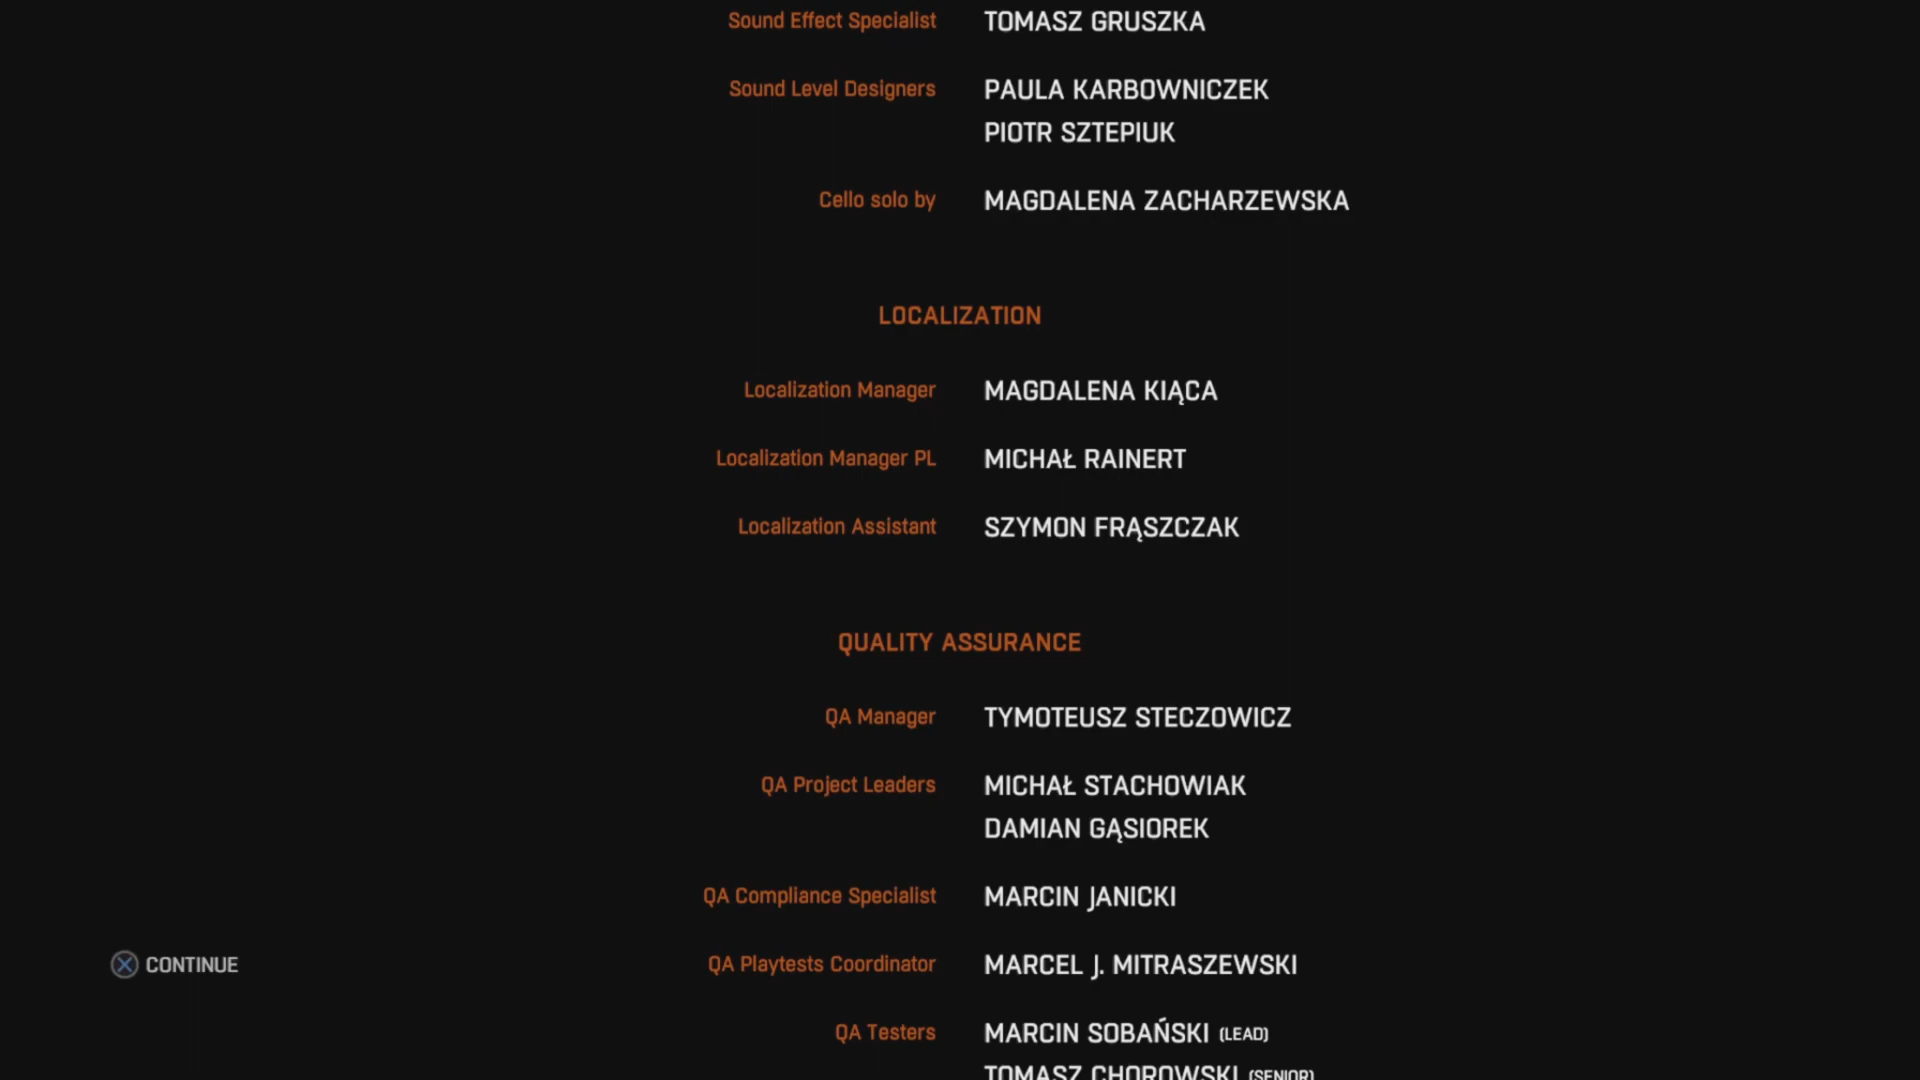 Sound Effect Specialist TOMASZ GRUSZKA
Sound Level Designers PAULA KARBOWNICZEK
PIOTR SZTEPIUK
Cello solo by MAGDALENA ZACHARZEWSKA
LOCALIZATION
Localization Manager MAGDALENA KIĄCA
Localization Manager PL MICHAŁ RAINERT
Localization Assistant SZYMON FRĄSZCZAK
QUALITY ASSURANCE
QA Manager TYMOTEUSZ STECZOWICZ
QA Project Leaders MICHAŁ STACHOWIAK
DAMIAN GĄSIOREK
QA Compliance Specialist MARCIN JANICKI
CONTINUE
QA Playtests Coordinator MARCEL J. MITRASZEWSKI
QA Testers MARCIN SOBAŃSKI (LEAD)
TOMASZ CHOROWSKI (SENIOR)